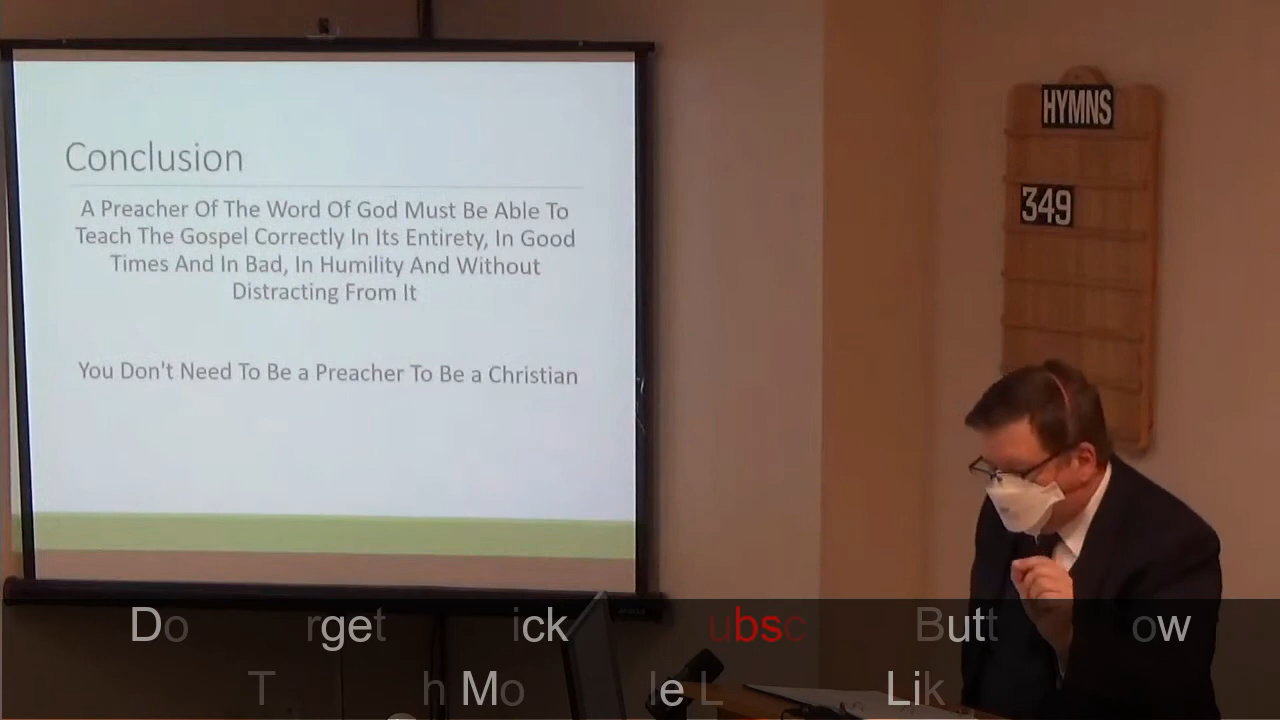 Conclusion
A Preacher Of The Word Of God Must Be Able To
Teach The Gospel Correctly In Its Entirety, In Good
Times And In Bad, In Humility And Without
Distracting From It
You Don't Need To Be a Preacher To Be a Christian
HYMNS
349